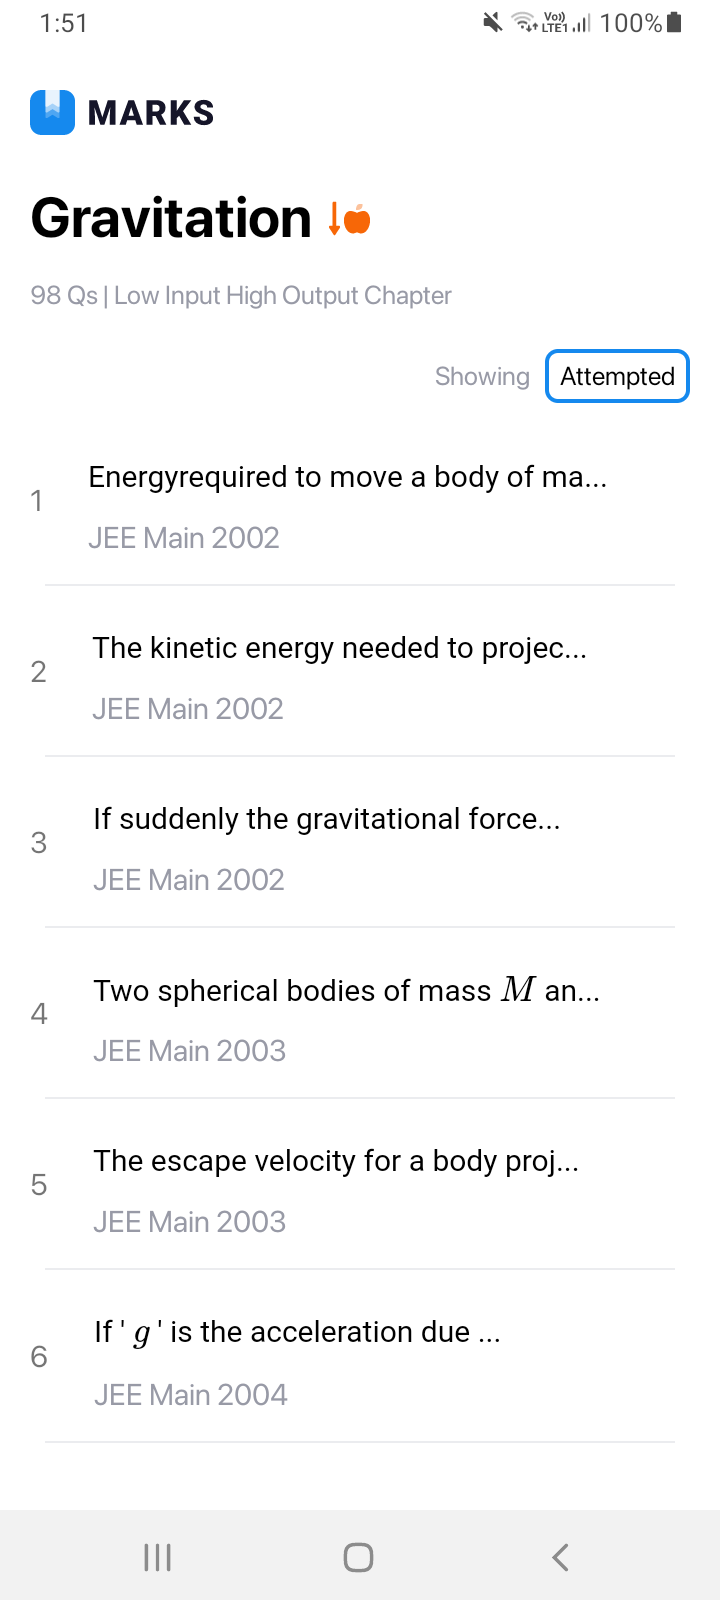 1:51
Vo))
LTE1
100%
MARKS
Gravitation
98 Qs | Low Input High Output Chapter
Showing Attempted
1
Energyrequired to move a body of ma...
JEE Main 2002
2
The kinetic energy needed to projec...
JEE Main 2002
3
If suddenly the gravitational force...
JEE Main 2002
4
Two spherical bodies of mass M an...
JEE Main 2003
5
The escape velocity for a body proj...
JEE Main 2003
6
If ' g ' is the acceleration due ...
JEE Main 2004